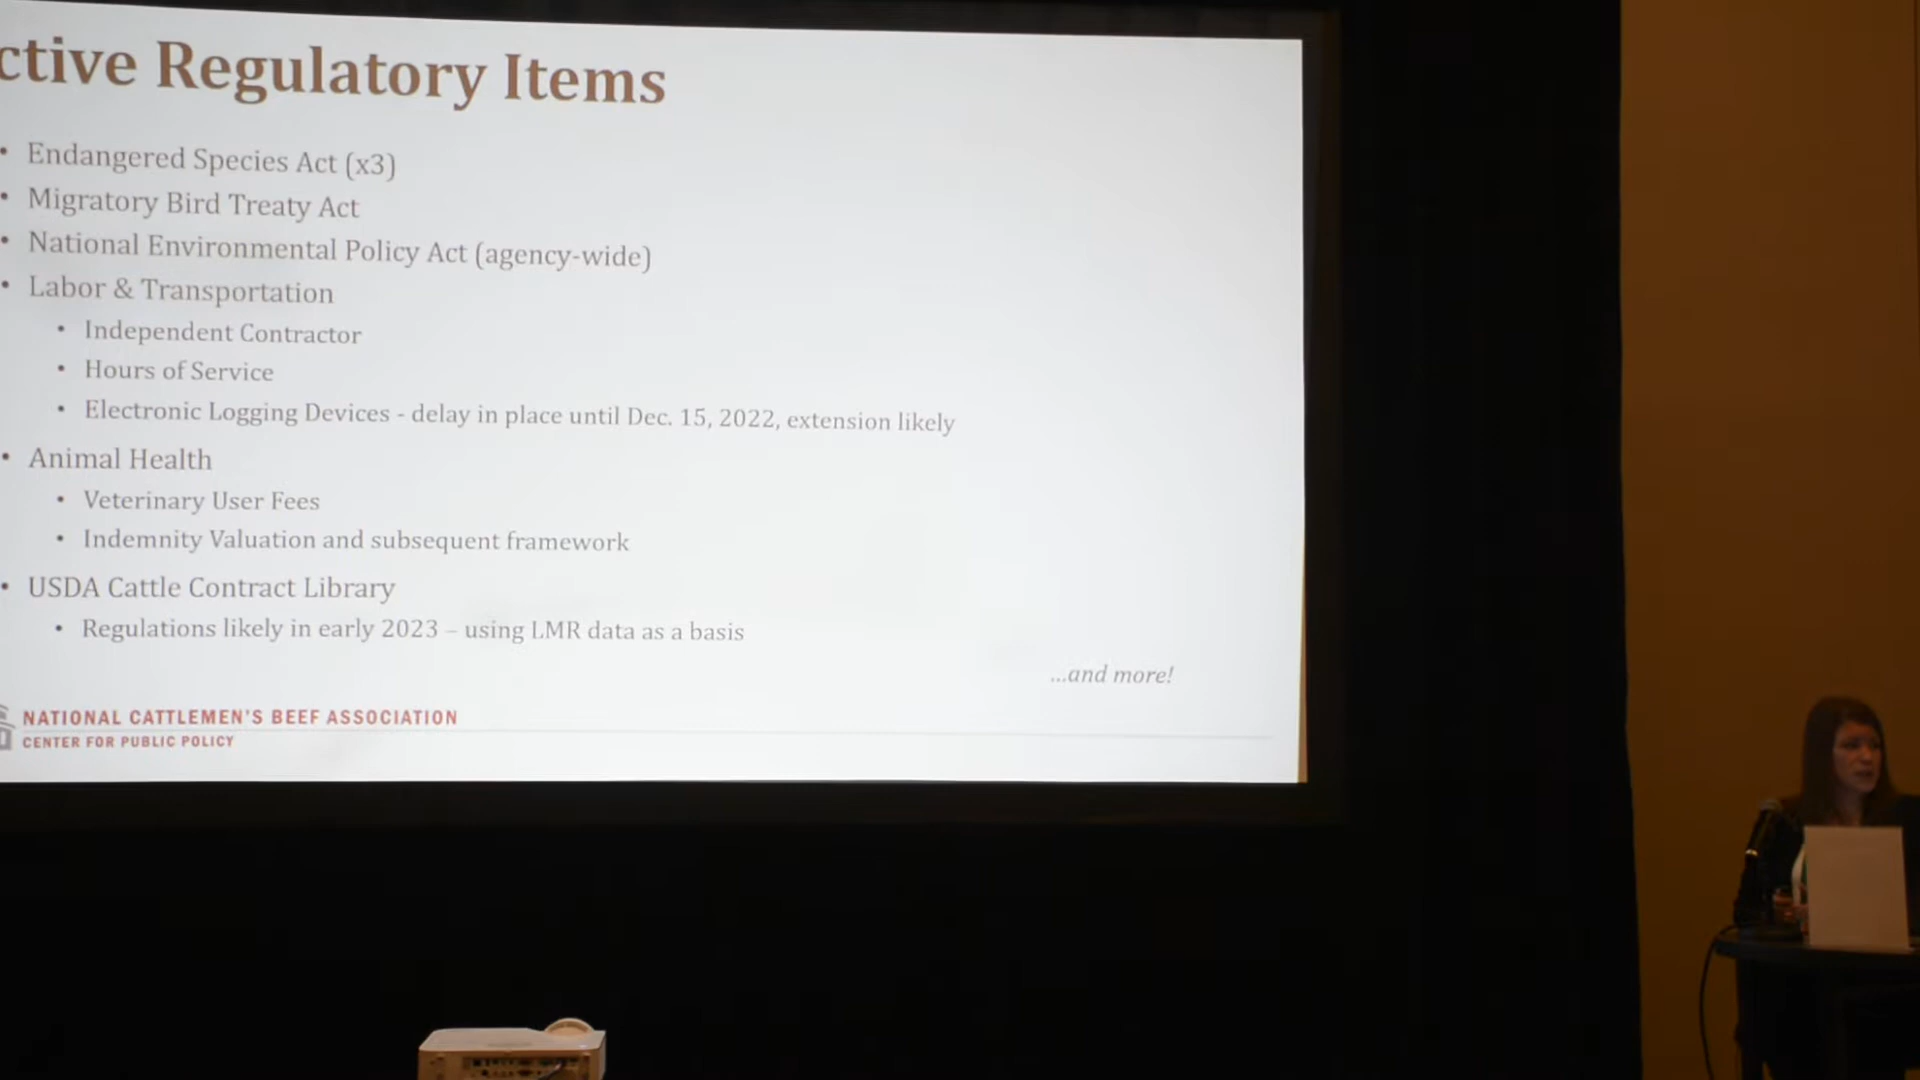 ctive Regulatory Items
• Endangered Species Act (x3)
• Migratory Bird Treaty Act
• National Environmental Policy Act (agency-wide)
• Labor & Transportation
• Independent Contractor
• Hours of Service
• Electronic Logging Devices - delay in place until Dec. 15, 2022, extension likely
• Animal Health
• Veterinary User Fees
• Indemnity Valuation and subsequent framework
• USDA Cattle Contract Library
• Regulations likely in early 2023 – using LMR data as a basis
...and more!
NATIONAL CATTLEMEN'S BEEF ASSOCIATION
CENTER FOR PUBLIC POLICY